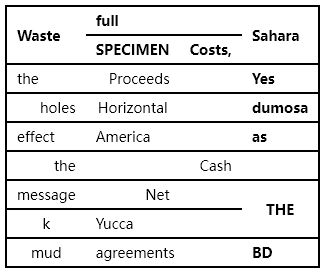 Waste full Sahara
SPECIMEN Costs,
the Proceeds Yes
holes Horizontal dumosa
effect America as
the Cash
message Net THE
k Yucca
mud agreements BD